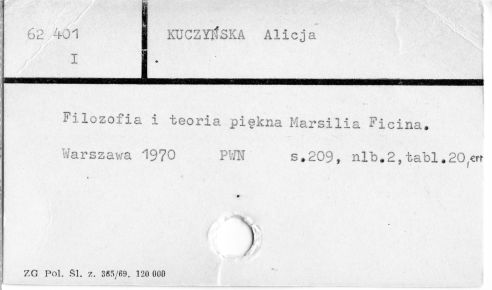 62 401 KUCZYŃSKA Alicja
I
Filozofia i teoria piękna Marsilia Ficina.
Warszawa 1970 PWN s.209, nlb.2,tabl.20,err
ZG Pol. Śl. z. 365/69. 120 000